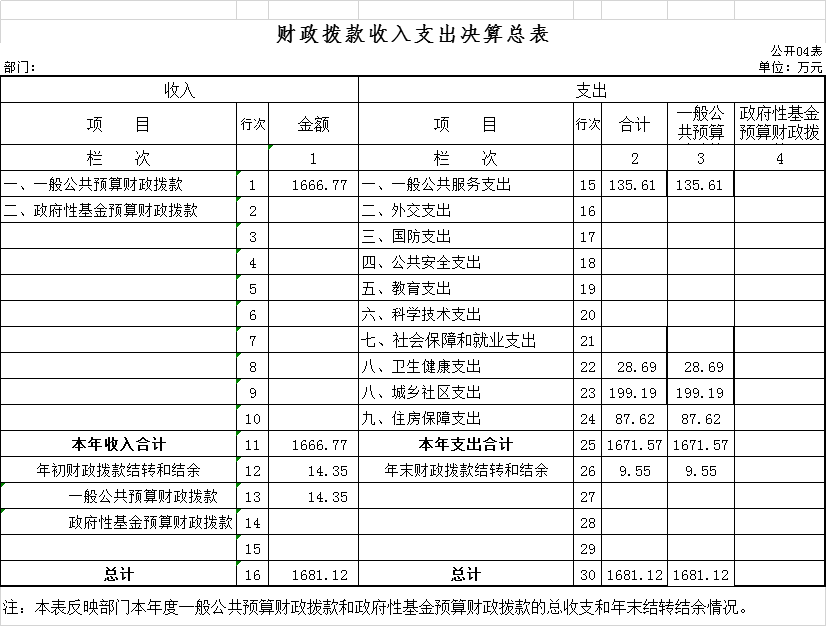 财政拨款收入支出决算总表
公开04表
部门： 单位：万元
收入 支出
项 目 行次 金额 项 目 行次 合计 一般公共预算 政府性基金预算财政拨
栏 次 1 栏 次 2 3 4
一、一般公共预算财政拨款 1 1666.77 一、一般公共服务支出 15 135.61 135.61
二、政府性基金预算财政拨款 2 二、外交支出 16
3 三、国防支出 17
4 四、公共安全支出 18
5 五、教育支出 19
6 六、科学技术支出 20
7 七、社会保障和就业支出 21
8 八、卫生健康支出 22 28.69 28.69
9 八、城乡社区支出 23 199.19 199.19
10 九、住房保障支出 24 87.62 87.62
本年收入合计 11 1666.77 本年支出合计 25 1671.57 1671.57
年初财政拨款结转和结余 12 14.35 年末财政拨款结转和结余 26 9.55 9.55
一般公共预算财政拨款 13 14.35 27
政府性基金预算财政拨款 14 28
15 29
总计 16 1681.12 总计 30 1681.12 1681.12
注：本表反映部门本年度一般公共预算财政拨款和政府性基金预算财政拨款的总收支和年末结转结余情况。